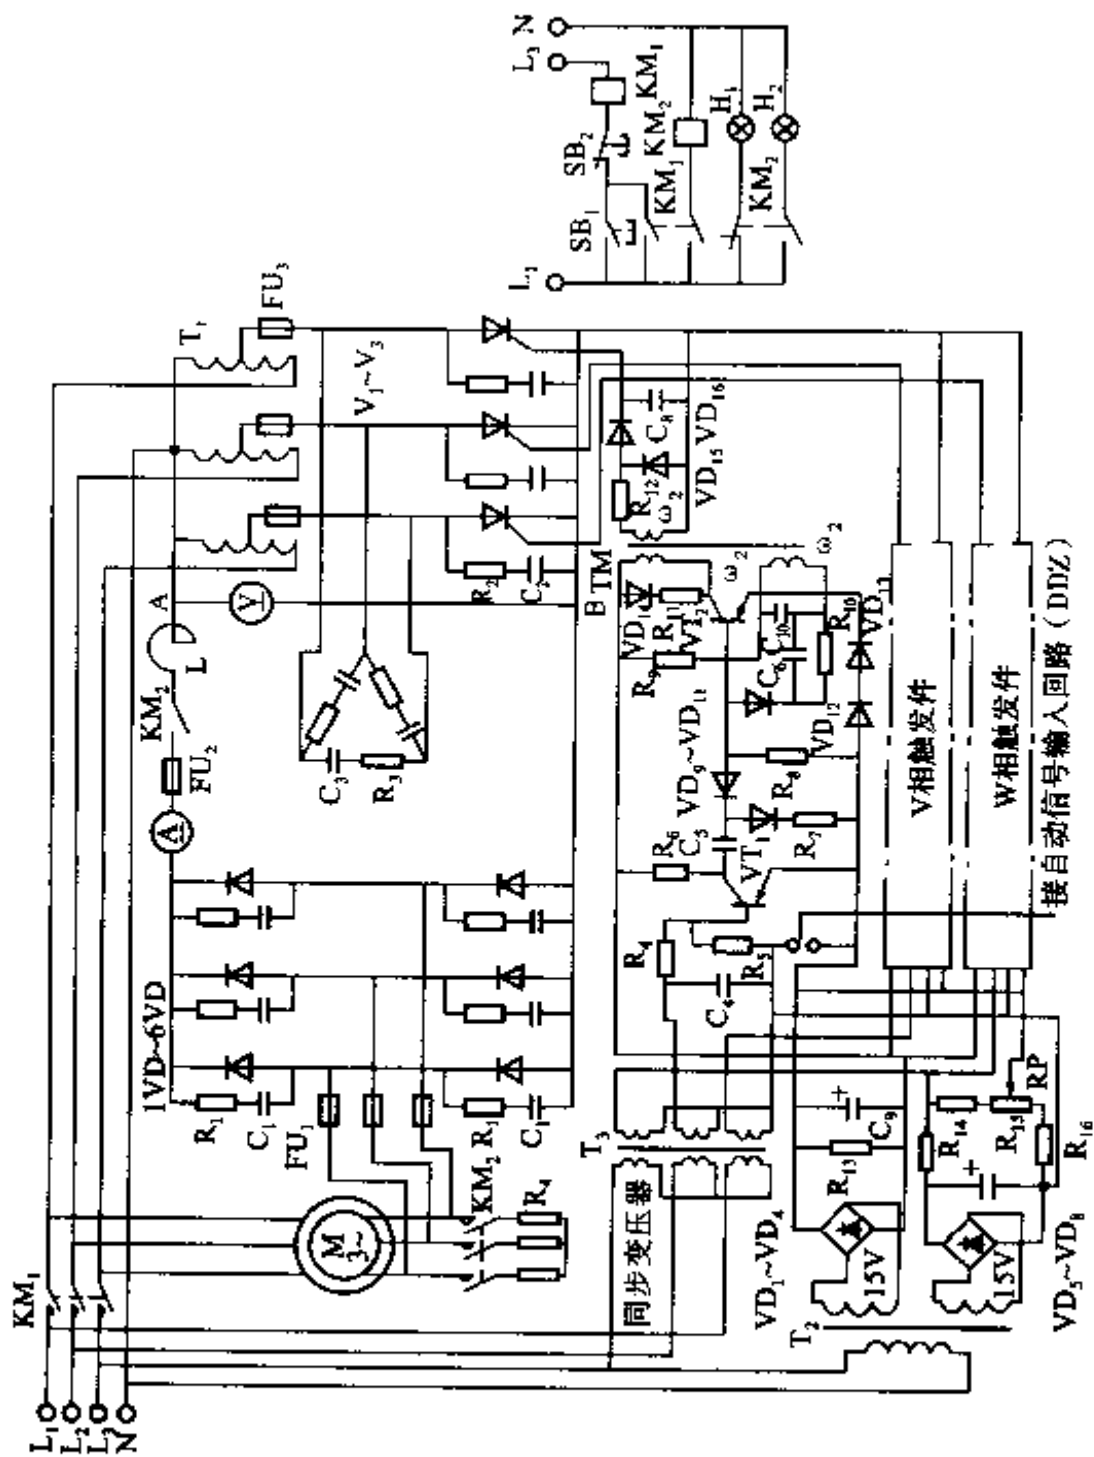 L₁
L₂
L₃
N
KM₁
M
3~
1VD~6VD
R₁
C₁
FU₁
R₁
C₁
KM₂
R₄
A
FU₂
KM₂
L
A
V
C₃
R₃
R₂
C₂
B
T₁
FU₃
V₁~V₃
L₁
SB₁
SB₂
KM₁
L₃
N
KM₁
KM₂
KM₂
H₁
H₂
同步变压器
T₃
R₄
C₄
R₅
R₆
C₅
VT₁
R₇
R₈
VD₉~VD₁₁
R₉
VD₁₂
C₆
C₁₀
R₁₀
R₁₁
VT₂
TM
ω₂
ω₂
ω₂
R₁₂
VD₁₅
VD₁₆
C₈
T₂
VD₁~VD₄
15V
R₁₃
C₉
+
VD₅~VD₈
15V
+
R₁₄
R₁₅
RP
R₁₆
V相触发件
W相触发件
接自动信号输入回路(DDZ)